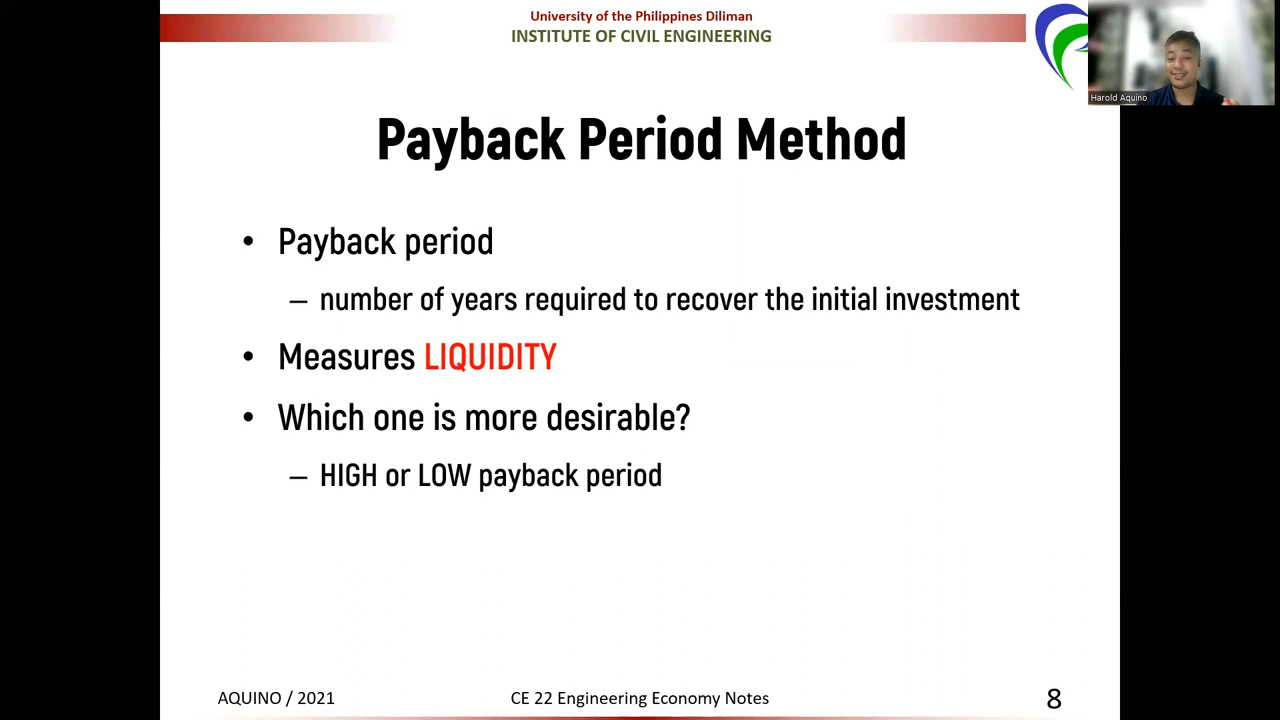 University of the Philippines Diliman
INSTITUTE OF CIVIL ENGINEERING
Harold Aquino
Payback Period Method
• Payback period
– number of years required to recover the initial investment
• Measures LIQUIDITY
• Which one is more desirable?
– HIGH or LOW payback period
AQUINO / 2021
CE 22 Engineering Economy Notes
8